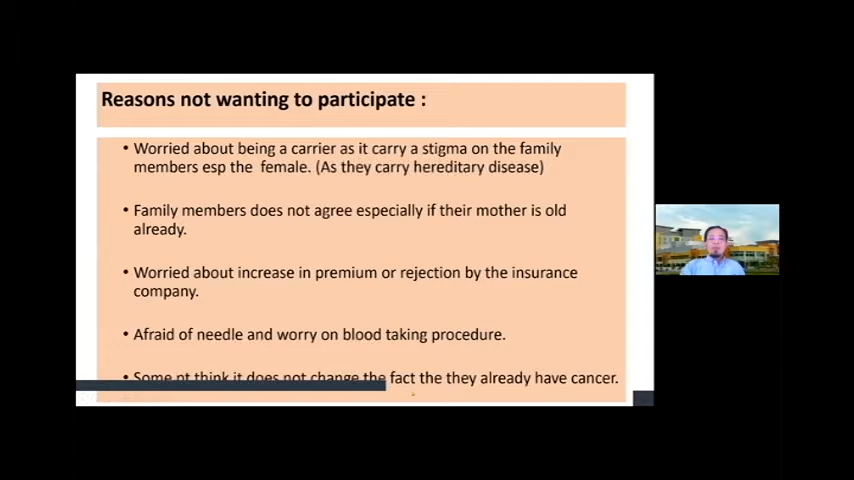 Reasons not wanting to participate :
• Worried about being a carrier as it carry a stigma on the family
members esp the female. (As they carry hereditary disease)
• Family members does not agree especially if their mother is old
already.
• Worried about increase in premium or rejection by the insurance
company.
• Afraid of needle and worry on blood taking procedure.
• Some pt think it does not change the fact the they already have cancer.